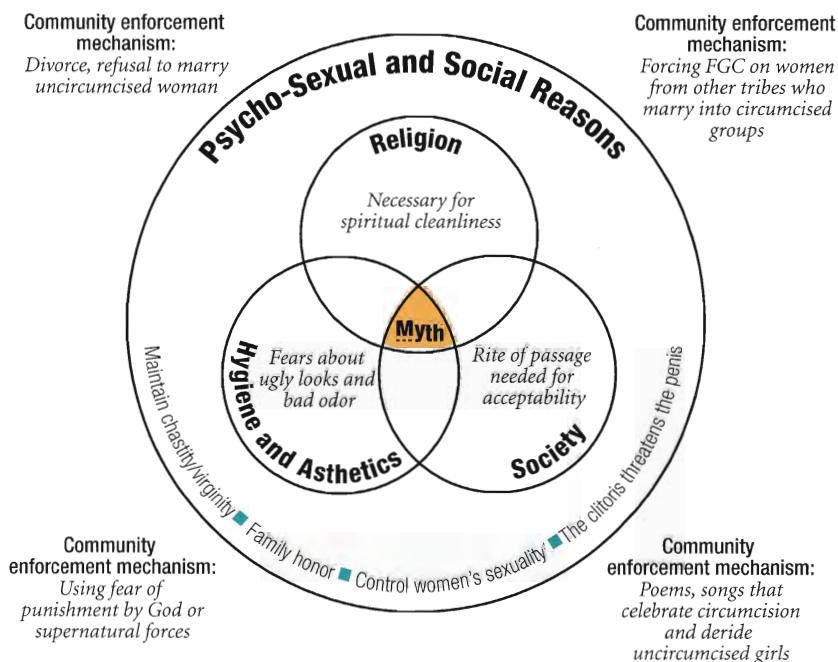 Community enforcement
mechanism:
Divorce, refusal to marry
uncircumcised woman
Community enforcement
mechanism:
Forcing FGC on women
from other tribes who
marry into circumcised
groups
Psycho-Sexual and Social Reasons
Religion
Necessary for
spiritual cleanliness
Myth
Hygiene and Asthetics
Fears about
ugly looks and
bad odor
Rite of passage
needed for
acceptability
Society
Maintain chastity/virginity ■ Family honor ■ Control women's sexuality ■ The clitoris threatens the penis
Community
enforcement mechanism:
Using fear of
punishment by God or
supernatural forces
Community
enforcement mechanism:
Poems, songs that
celebrate circumcision
and deride
uncircumcised girls